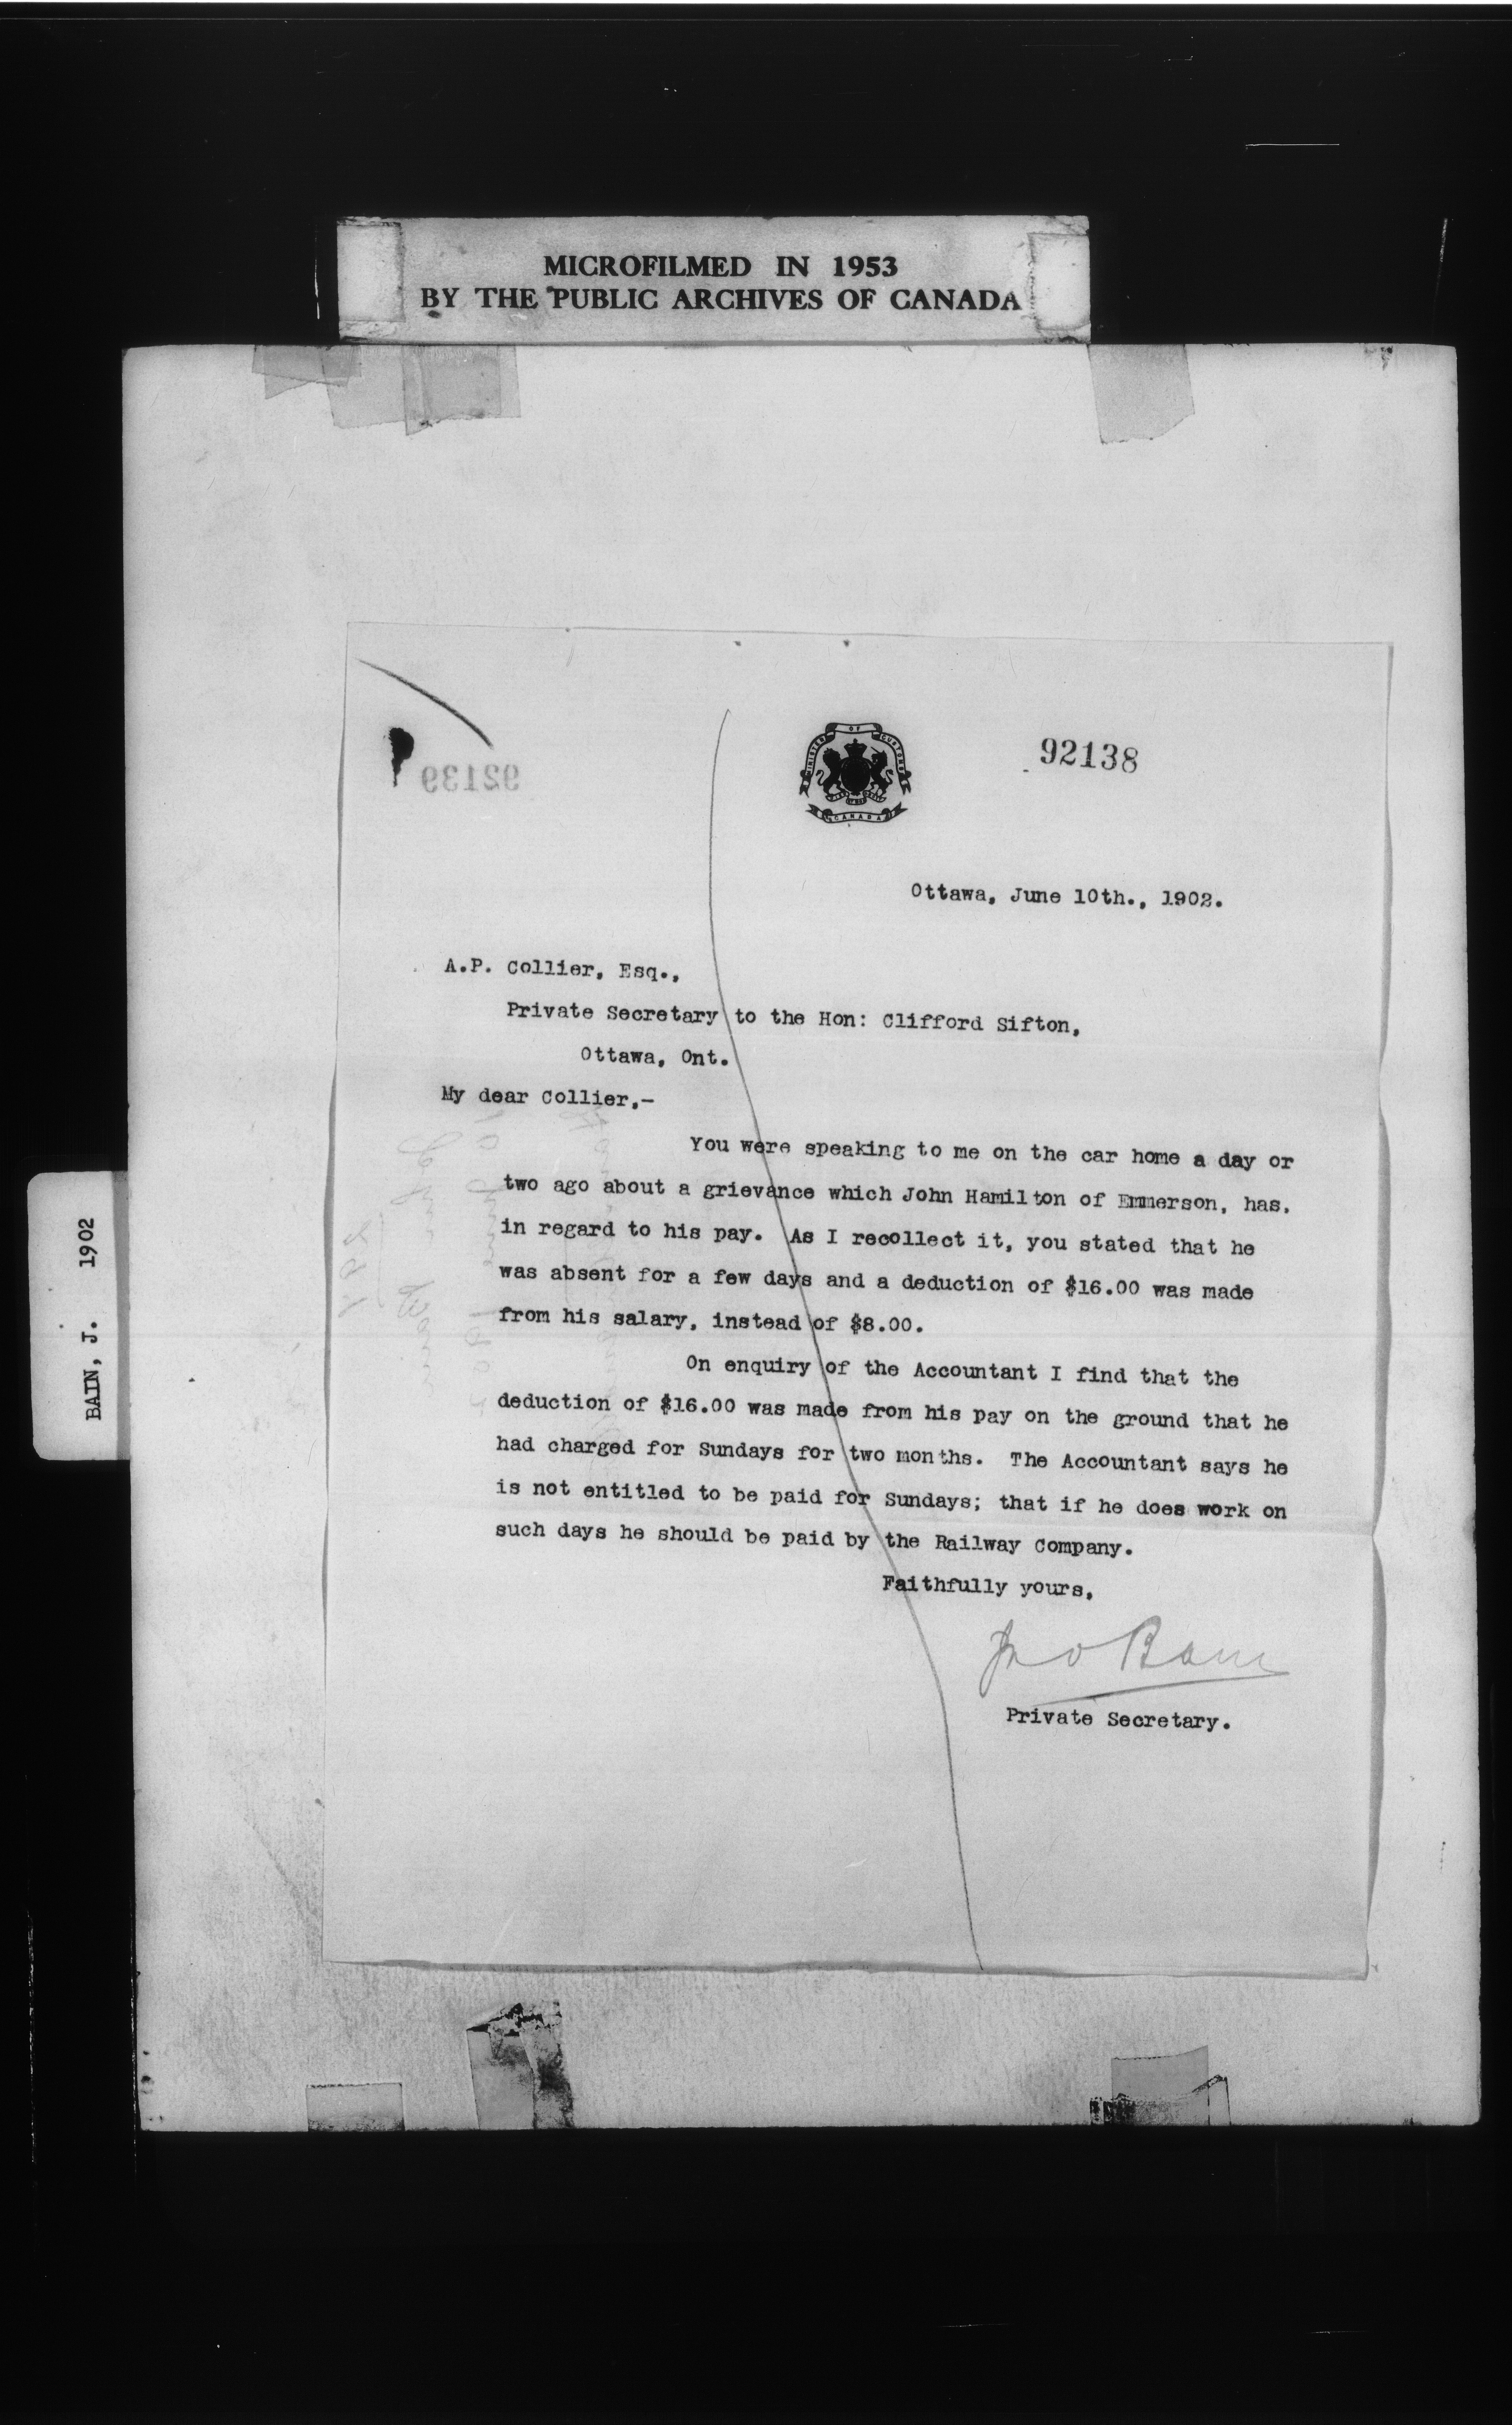 MICROFILMED IN 1953
BY THE PUBLIC ARCHIVES OF CANADA
BAIN, J. 1902
MINISTER OF CUSTOMS
CANADA
92138
92139
Ottawa, June 10th., 1902.
A.P. Collier, Esq.,
Private Secretary to the Hon: Clifford Sifton,
Ottawa, Ont.
My dear Collier,-
You were speaking to me on the car home a day or
two ago about a grievance which John Hamilton of Emmerson, has,
in regard to his pay. As I recollect it, you stated that he
was absent for a few days and a deduction of $16.00 was made
from his salary, instead of $8.00.
On enquiry of the Accountant I find that the
deduction of $16.00 was made from his pay on the ground that he
had charged for Sundays for two months. The Accountant says he
is not entitled to be paid for Sundays; that if he does work on
such days he should be paid by the Railway Company.
Faithfully yours,
Jno Bain
Private Secretary.